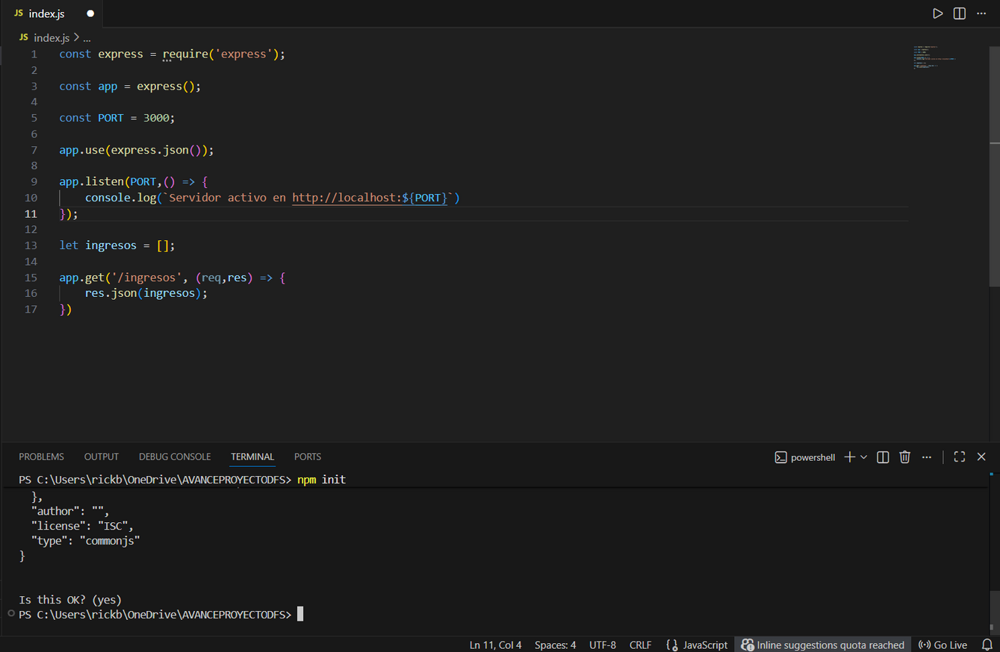 JS index.js
JS index.js > ...
1 const express = require('express');
2
3 const app = express();
4
5 const PORT = 3000;
6
7 app.use(express.json());
8
9 app.listen(PORT,() => {
10 console.log(`Servidor activo en http://localhost:${PORT}`)
11 });
12
13 let ingresos = [];
14
15 app.get('/ingresos', (req,res) => {
16 res.json(ingresos);
17 })
PROBLEMS OUTPUT DEBUG CONSOLE TERMINAL PORTS powershell
PS C:\Users\rickb\OneDrive\AVANCEPROYECTODFS> npm init
},
"author": "",
"license": "ISC",
"type": "commonjs"
}
Is this OK? (yes)
PS C:\Users\rickb\OneDrive\AVANCEPROYECTODFS>
Ln 11, Col 4 Spaces: 4 UTF-8 CRLF {} JavaScript Inline suggestions quota reached Go Live